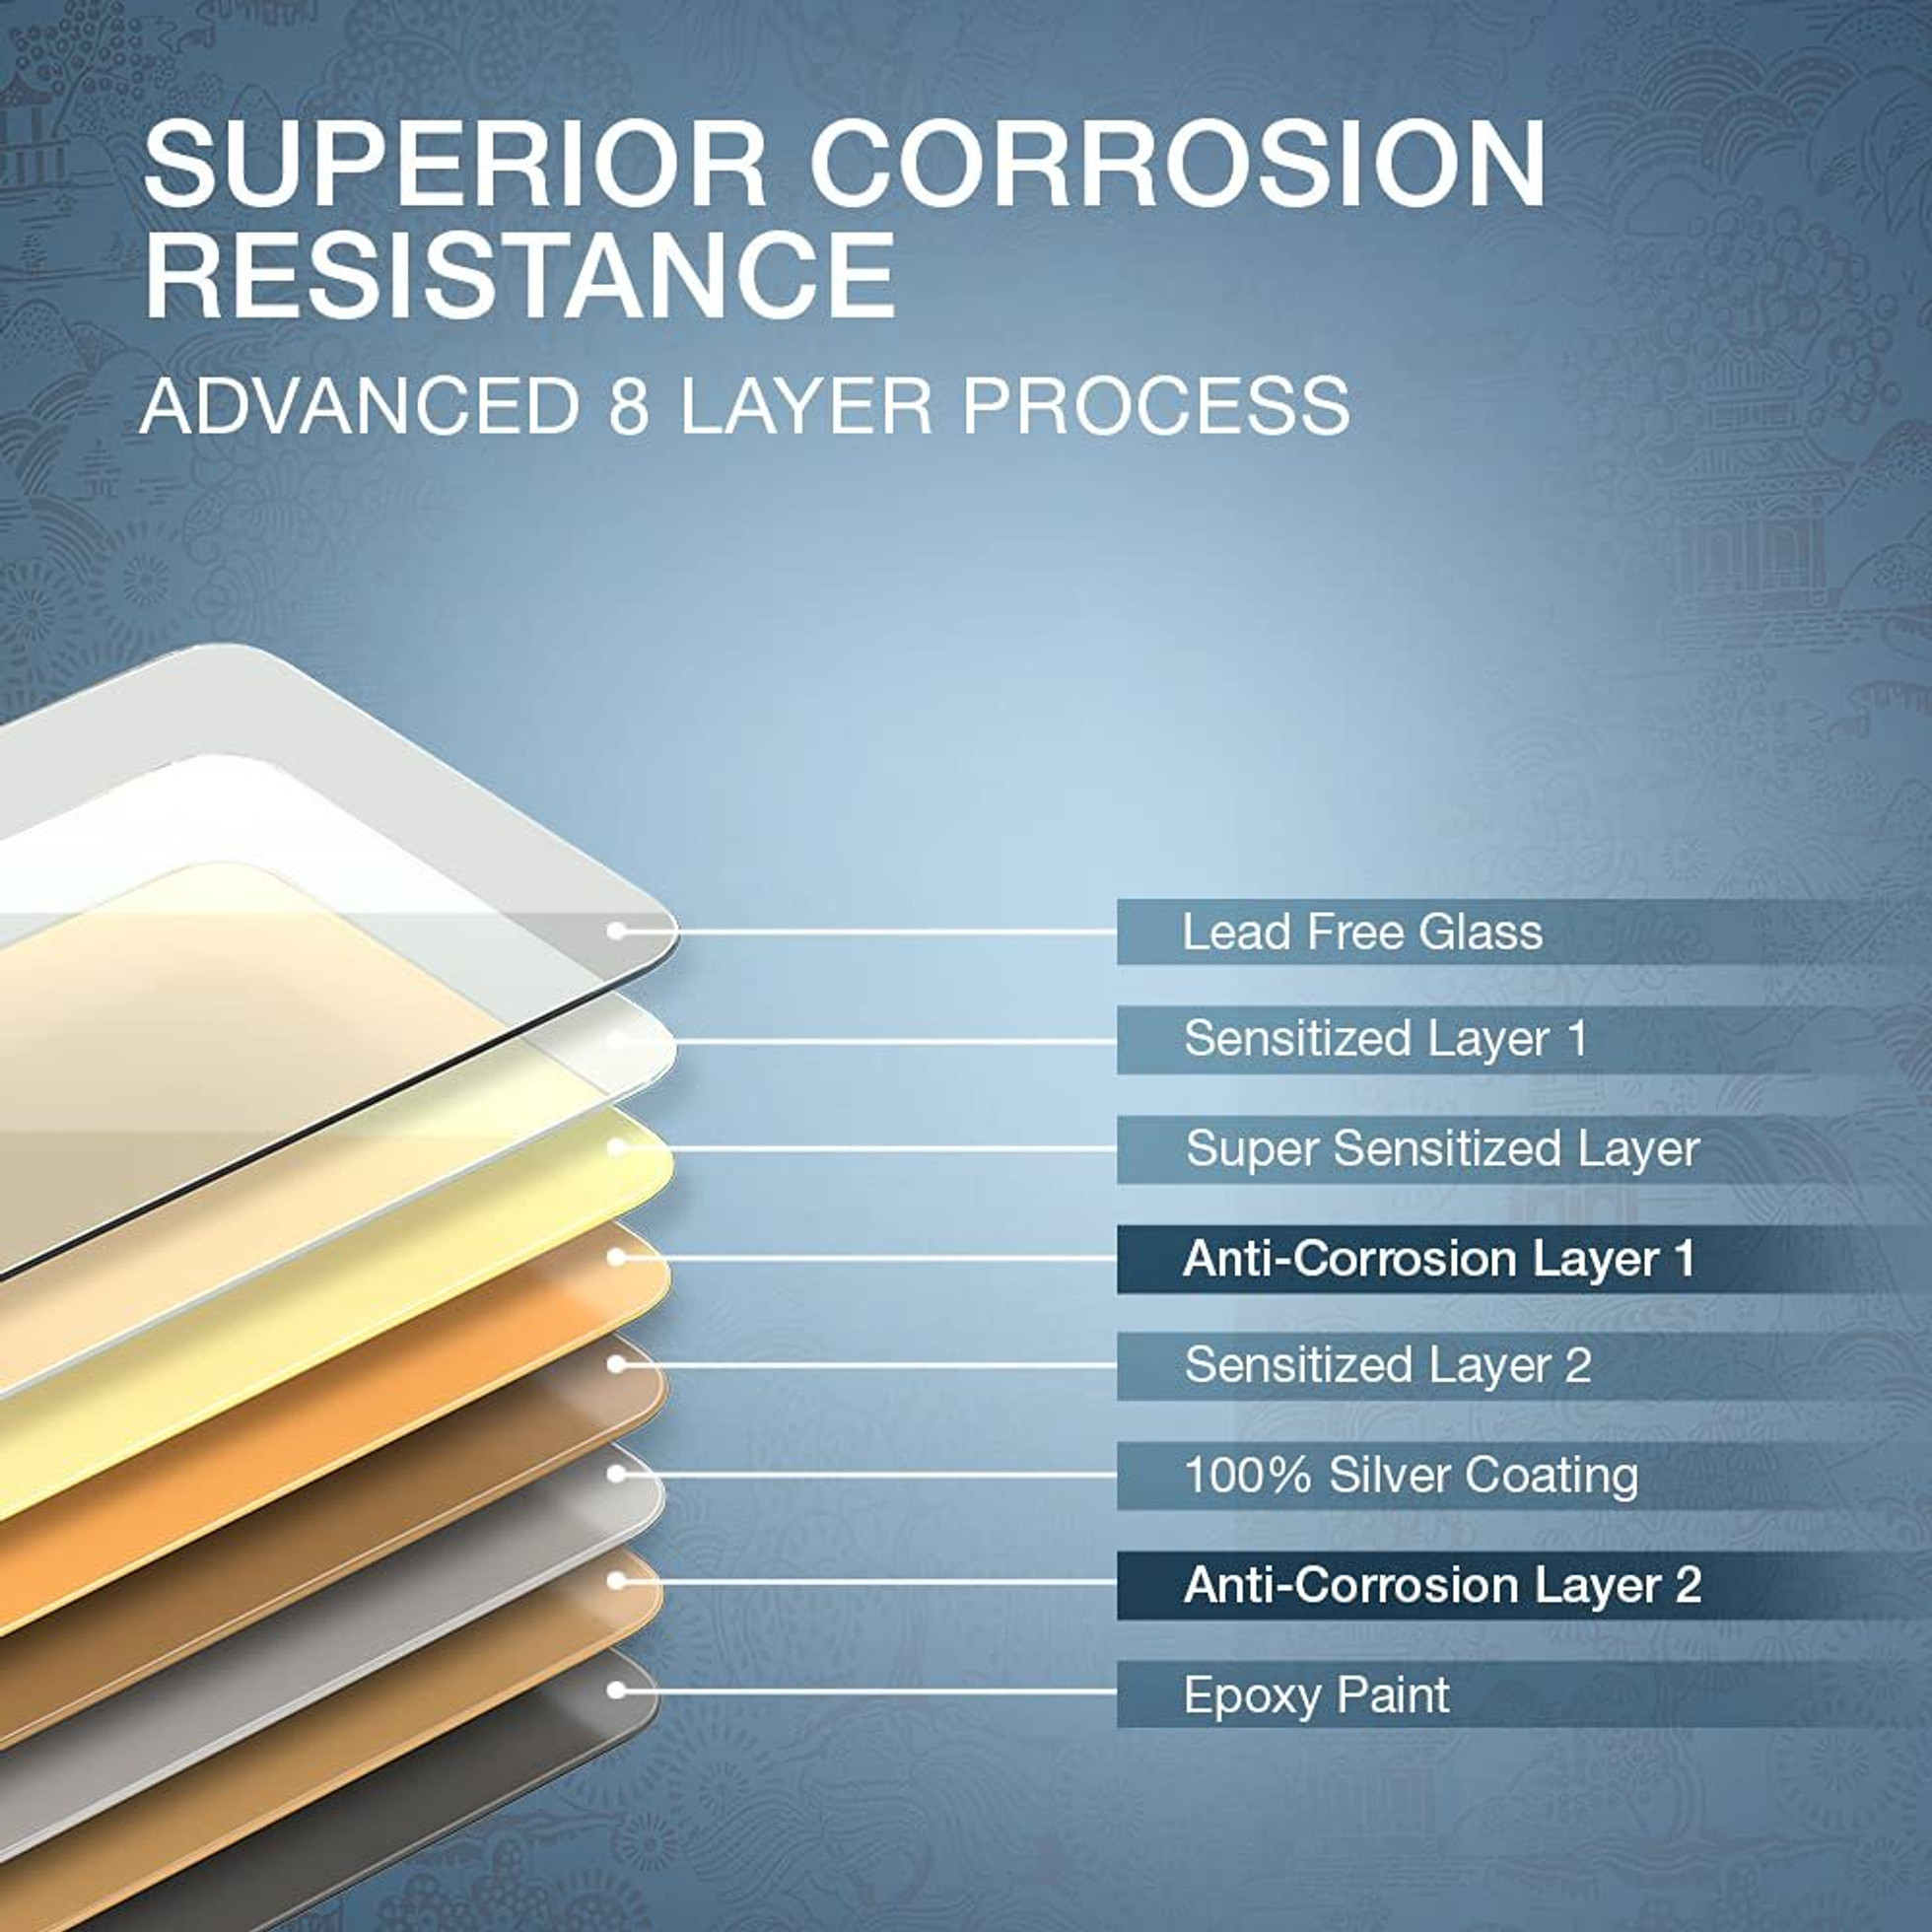 SUPERIOR CORROSION
RESISTANCE
ADVANCED 8 LAYER PROCESS
Lead Free Glass
Sensitized Layer 1
Super Sensitized Layer
Anti-Corrosion Layer 1
Sensitized Layer 2
100% Silver Coating
Anti-Corrosion Layer 2
Epoxy Paint